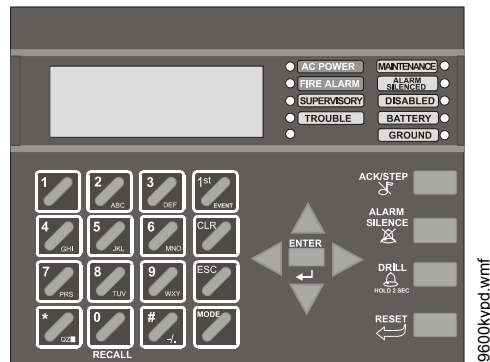 AC POWER
FIRE ALARM
SUPERVISORY
TROUBLE
MAINTENANCE
ALARM
SILENCED
DISABLED
BATTERY
GROUND
1
2 ABC
3 DEF
1st EVENT
4 GHI
5 JKL
6 MNO
CLR
7 PRS
8 TUV
9 WXY
ESC
*
QZ
0
# -/.
MODE
RECALL
ENTER
ACK/STEP
ALARM
SILENCE
DRILL
HOLD 2 SEC
RESET
9600kypd.wmf